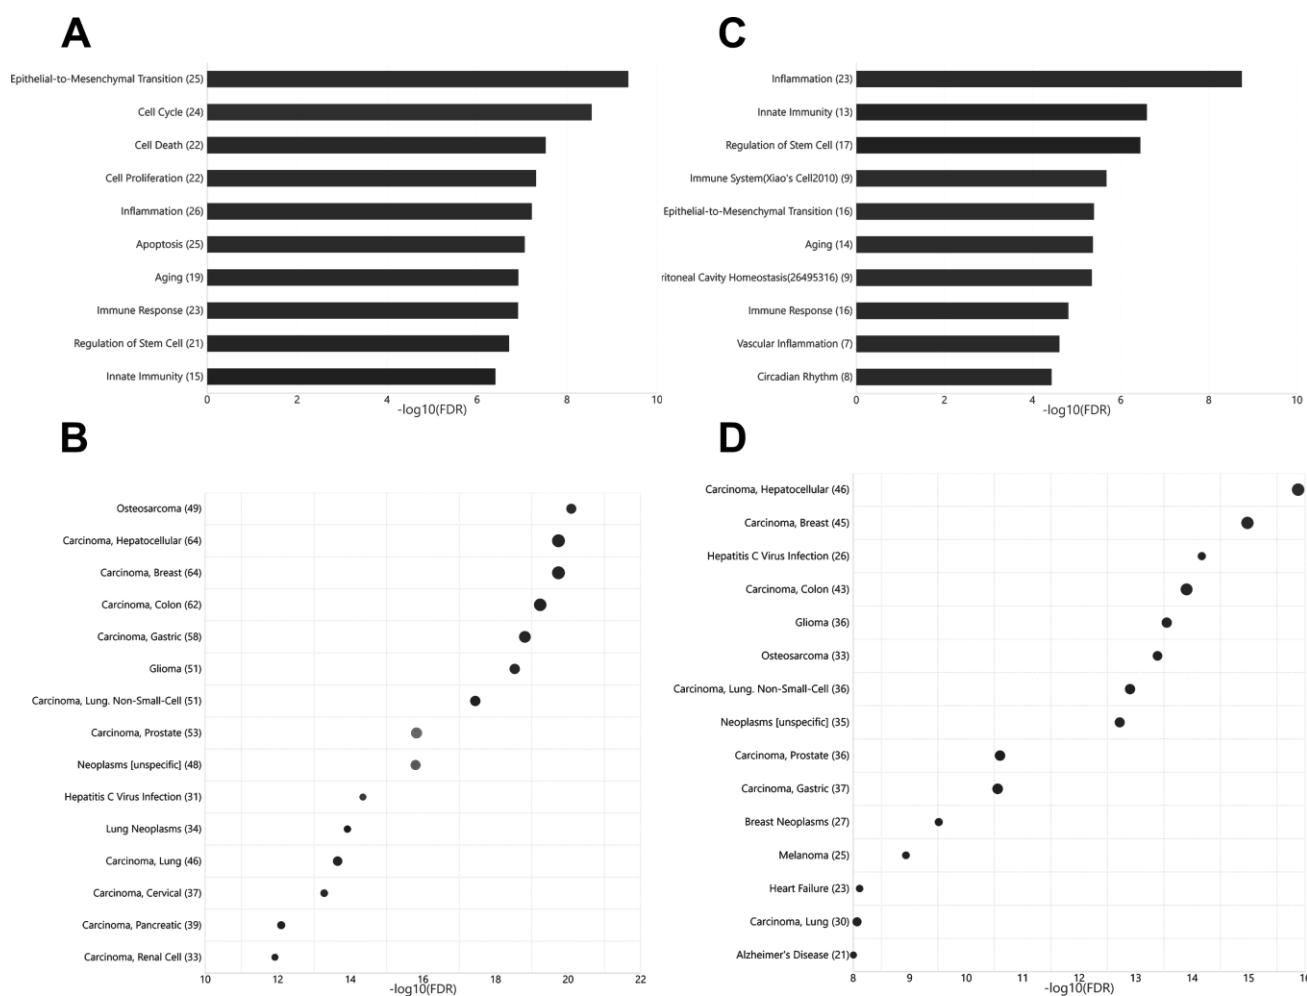 A
Epithelial-to-Mesenchymal Transition (25)
Cell Cycle (24)
Cell Death (22)
Cell Proliferation (22)
Inflammation (26)
Apoptosis (25)
Aging (19)
Immune Response (23)
Regulation of Stem Cell (21)
Innate Immunity (15)
0 2 4 6 8 10
-log10(FDR)
B
Osteosarcoma (49)
Carcinoma, Hepatocellular (64)
Carcinoma, Breast (64)
Carcinoma, Colon (62)
Carcinoma, Gastric (58)
Glioma (51)
Carcinoma, Lung. Non-Small-Cell (51)
Carcinoma, Prostate (53)
Neoplasms [unspecific] (48)
Hepatitis C Virus Infection (31)
Lung Neoplasms (34)
Carcinoma, Lung (46)
Carcinoma, Cervical (37)
Carcinoma, Pancreatic (39)
Carcinoma, Renal Cell (33)
10 12 14 16 18 20 22
-log10(FDR)
C
Inflammation (23)
Innate Immunity (13)
Regulation of Stem Cell (17)
Immune System(Xiao's Cell2010) (9)
Epithelial-to-Mesenchymal Transition (16)
Aging (14)
ritoneal Cavity Homeostasis(26495316) (9)
Immune Response (16)
Vascular Inflammation (7)
Circadian Rhythm (8)
0 2 4 6 8 10
-log10(FDR)
D
Carcinoma, Hepatocellular (46)
Carcinoma, Breast (45)
Hepatitis C Virus Infection (26)
Carcinoma, Colon (43)
Glioma (36)
Osteosarcoma (33)
Carcinoma, Lung. Non-Small-Cell (36)
Neoplasms [unspecific] (35)
Carcinoma, Prostate (36)
Carcinoma, Gastric (37)
Breast Neoplasms (27)
Melanoma (25)
Heart Failure (23)
Carcinoma, Lung (30)
Alzheimer's Disease (21)
8 9 10 11 12 13 14 15 16
-log10(FDR)